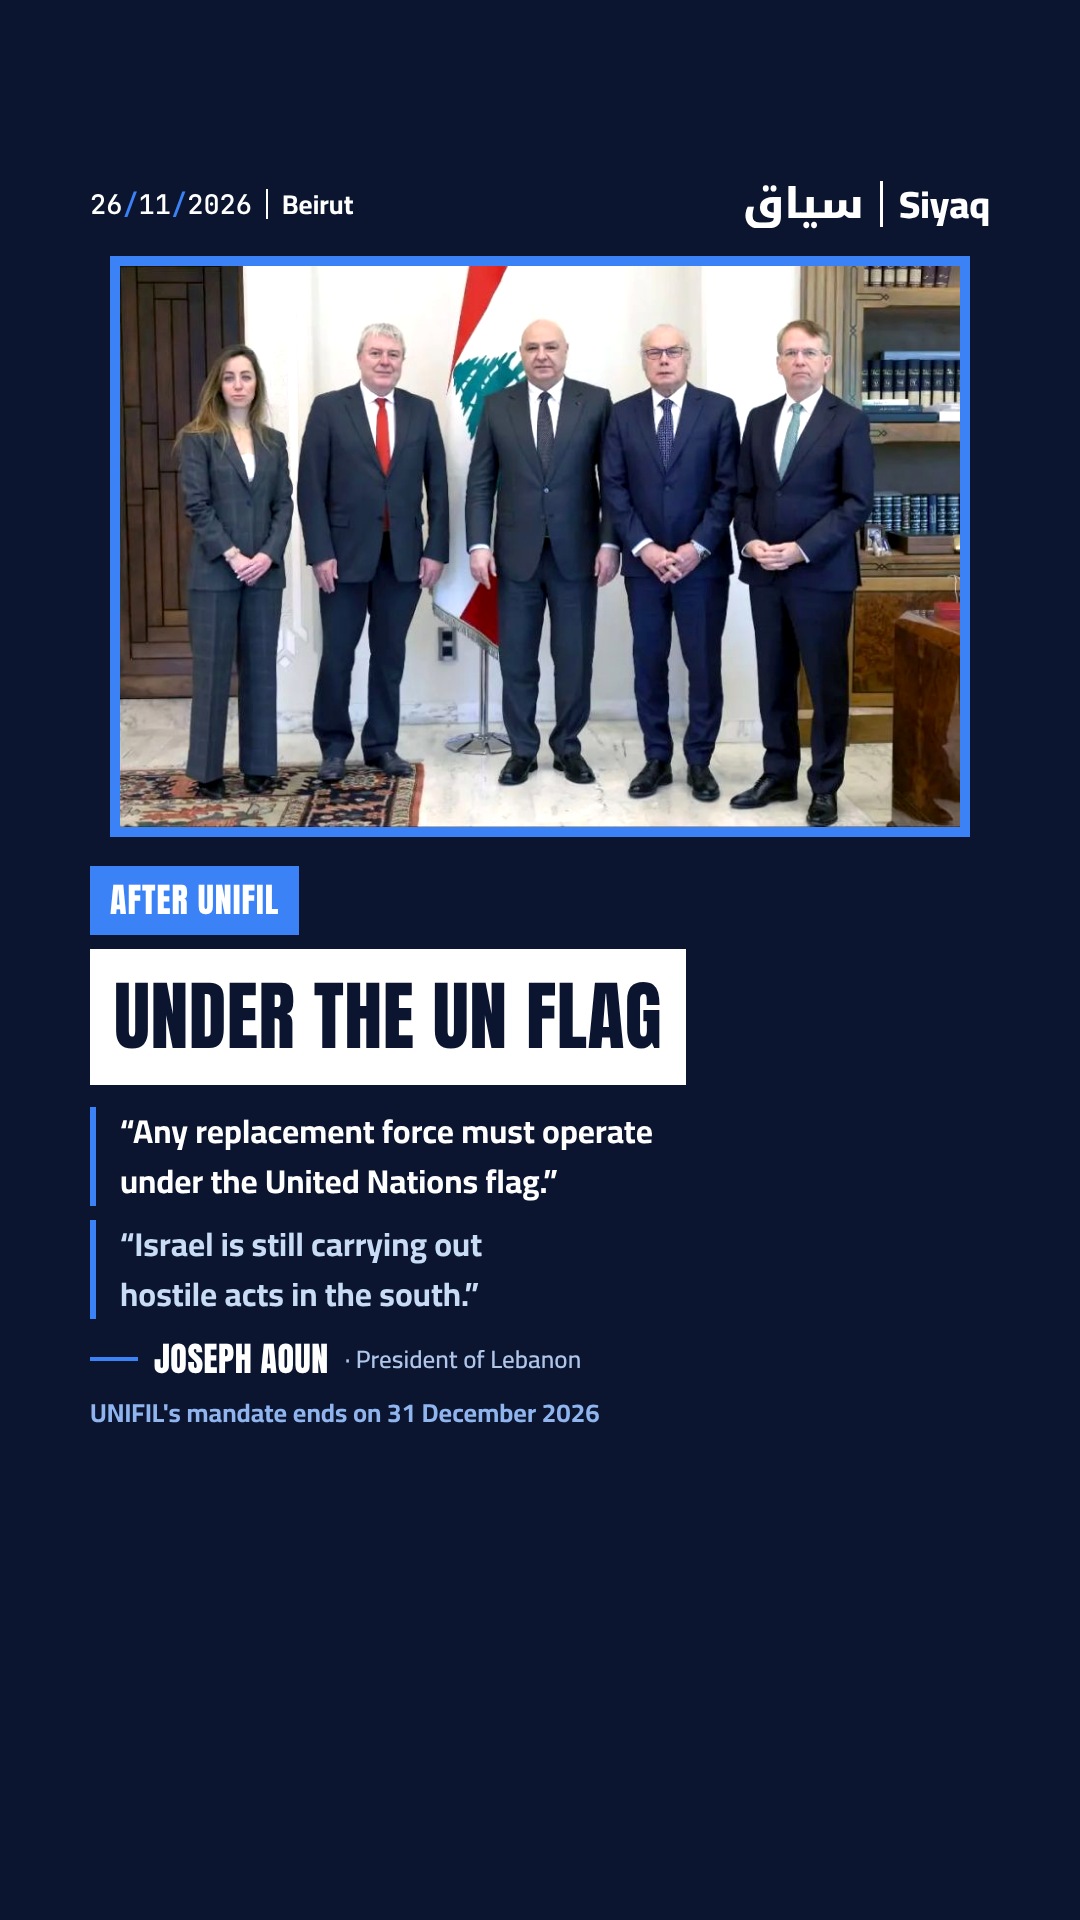 26/11/2026 | Beirut
سياق | Siyaq
AFTER UNIFIL
UNDER THE UN FLAG
“Any replacement force must operate
under the United Nations flag.”
“Israel is still carrying out
hostile acts in the south.”
— JOSEPH AOUN · President of Lebanon
UNIFIL's mandate ends on 31 December 2026